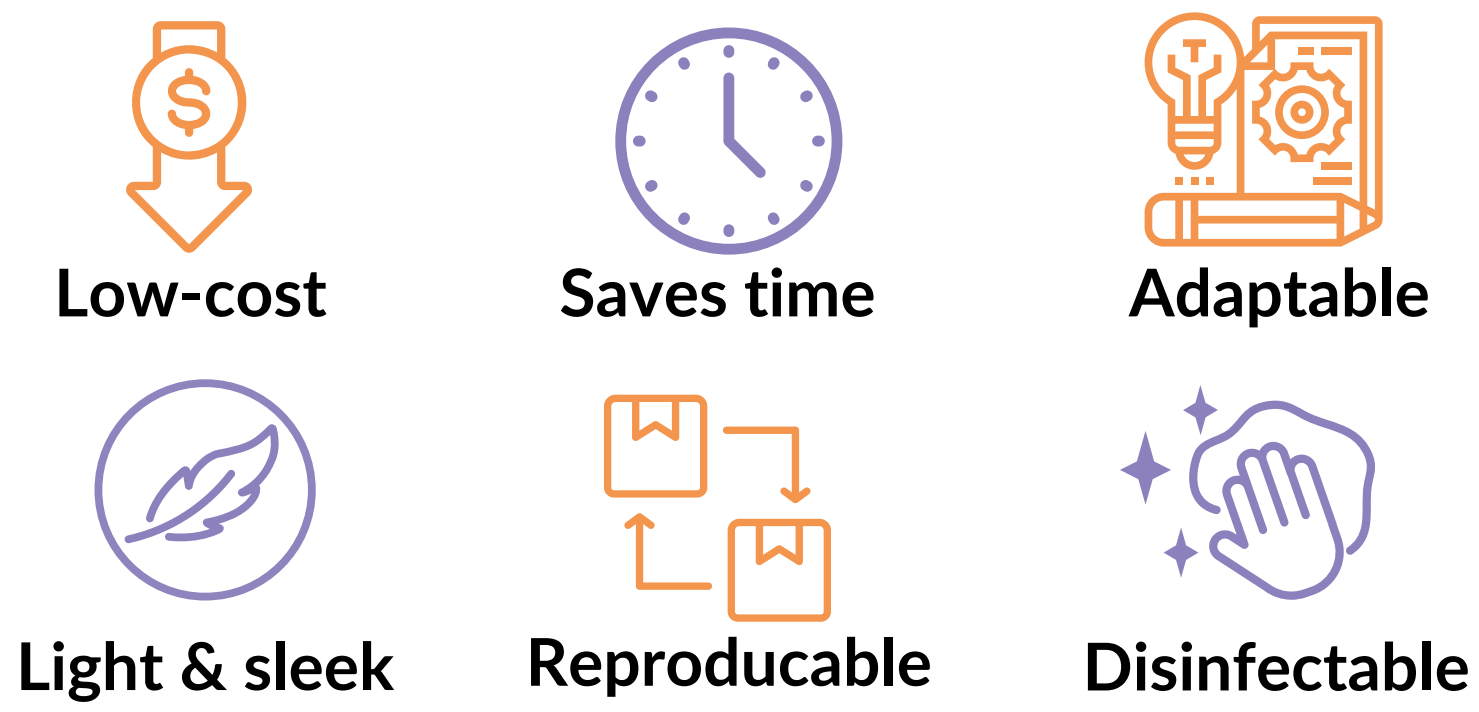 $
Low-cost
Saves time
Adaptable
Light & sleek
Reproducable
Disinfectable